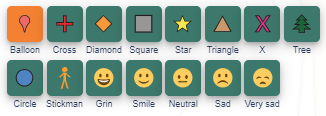 Balloon Cross Diamond Square Star Triangle X Tree
Circle Stickman Grin Smile Neutral Sad Very sad